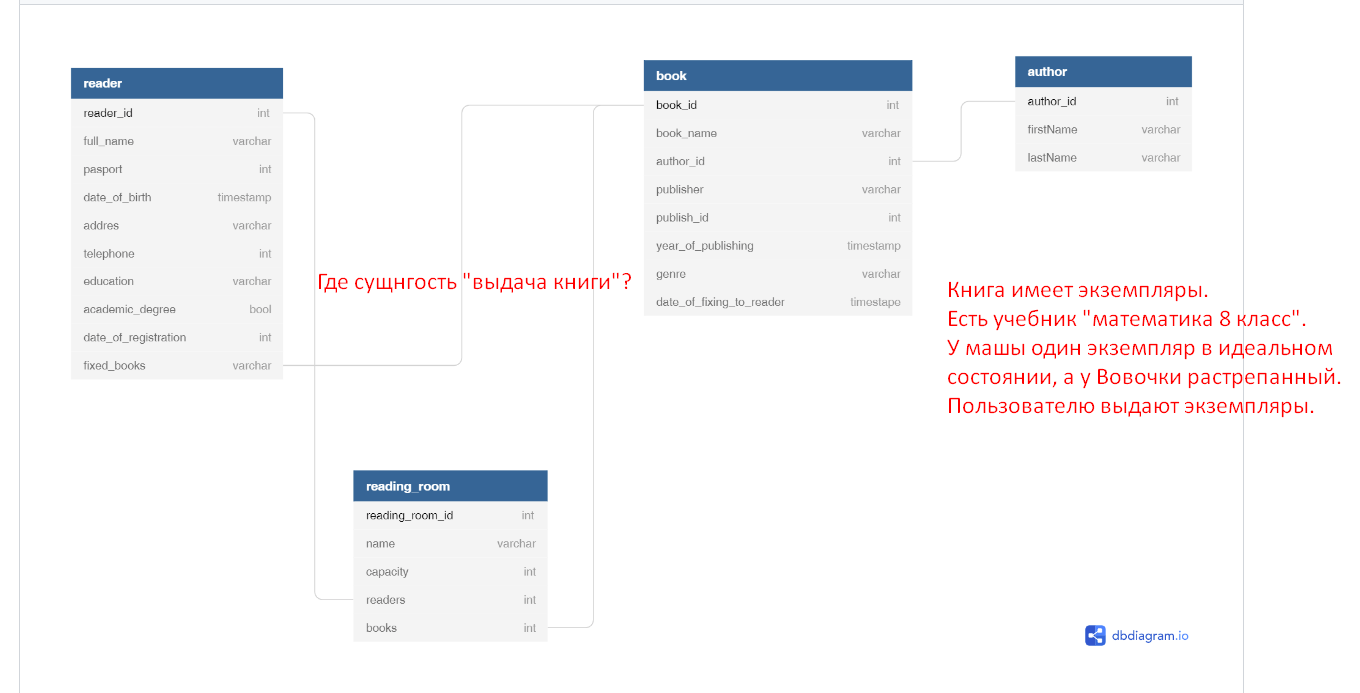 reader
reader_id int
full_name varchar
pasport int
date_of_birth timestamp
addres varchar
telephone int
education varchar
academic_degree bool
date_of_registration int
fixed_books varchar
book
book_id int
book_name varchar
author_id int
publisher varchar
publish_id int
year_of_publishing timestamp
genre varchar
date_of_fixing_to_reader timestape
author
author_id int
firstName varchar
lastName varchar
Где сущнгость "выдача книги"?
Книга имеет экземпляры.
Есть учебник "математика 8 класс".
У машы один экземпляр в идеальном
состоянии, а у Вовочки растрепанный.
Пользователю выдают экземпляры.
reading_room
reading_room_id int
name varchar
capacity int
readers int
books int
dbdiagram.io